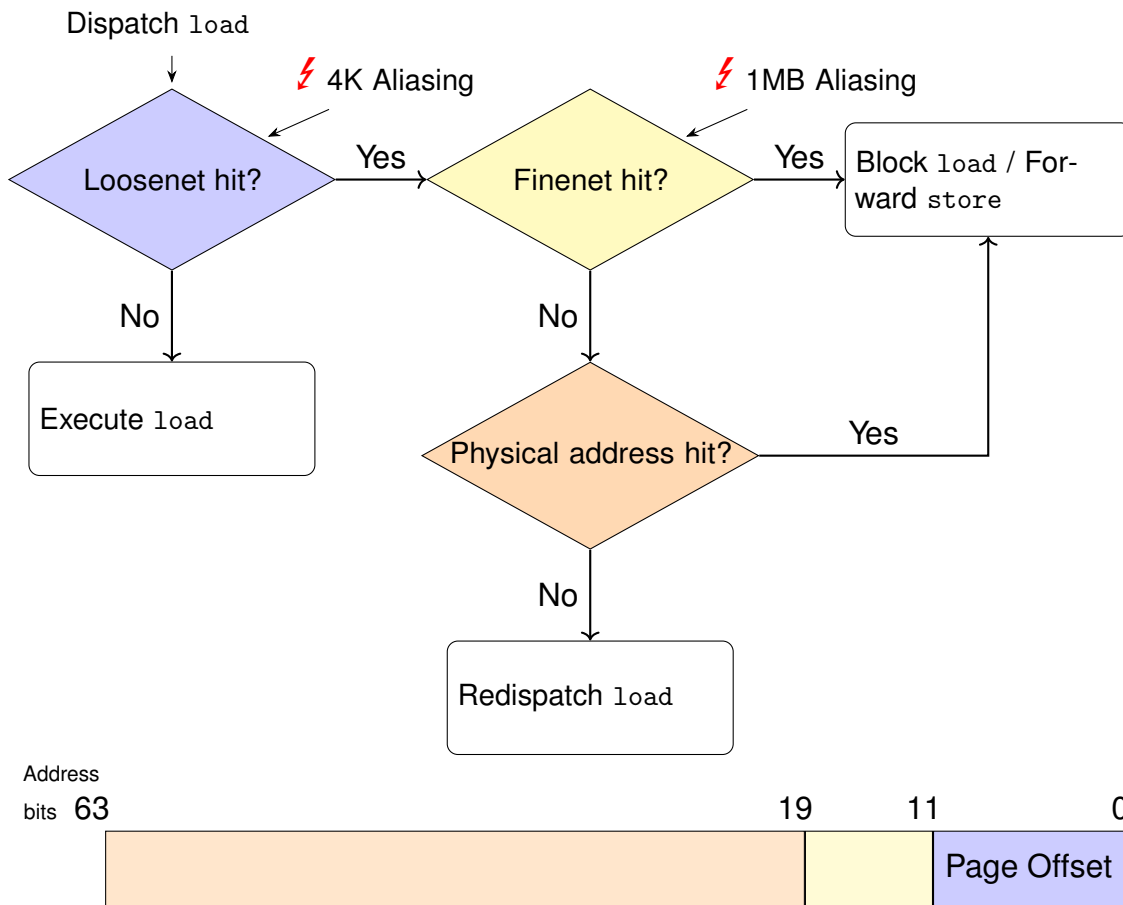 Dispatch load
4K Aliasing
1MB Aliasing
Loosenet hit?
Yes
Finenet hit?
Yes
Block load / For-
ward store
No
No
Execute load
Physical address hit?
Yes
No
Redispatch load
Address
bits 63 19 11 0
Page Offset